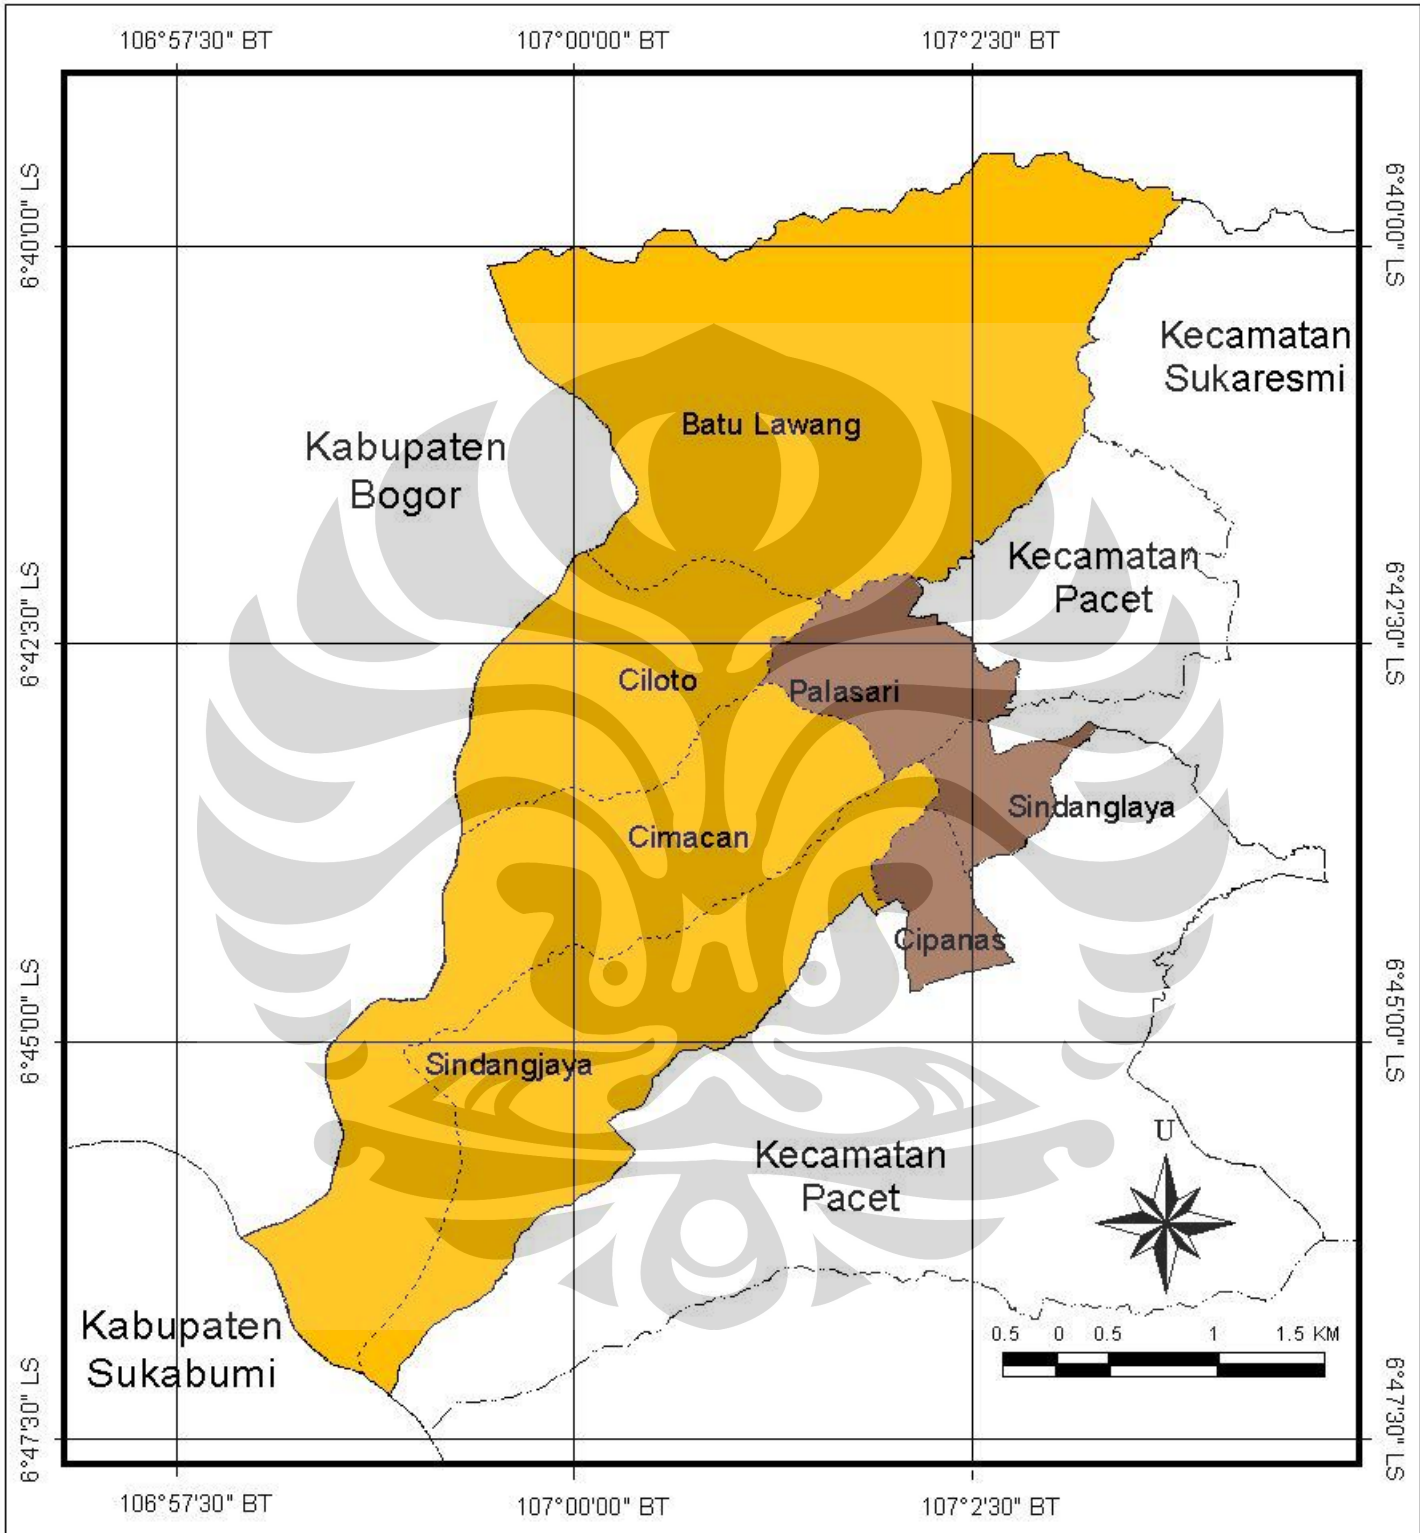 106°57'30" BT
107°00'00" BT
107°2'30" BT
6°40'00" LS
6°40'00" LS
Kecamatan
Sukaresmi
Batu Lawang
Kabupaten
Bogor
Kecamatan
Pacet
6°42'30" LS
6°42'30" LS
Ciloto
Palasari
Sindanglaya
Cimacan
Cipanas
6°45'00" LS
6°45'00" LS
Sindangjaya
U
Kecamatan
Pacet
Kabupaten
Sukabumi
0.5 0 0.5 1 1.5 KM
6°47'30" LS
6°47'30" LS
106°57'30" BT
107°00'00" BT
107°2'30" BT